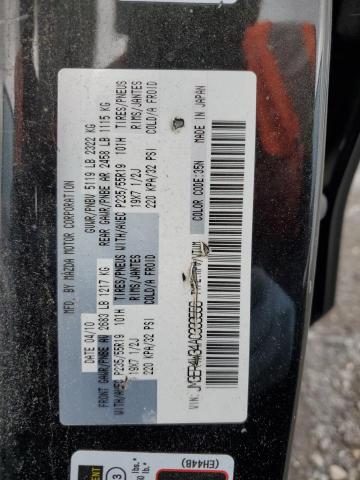 MFD. BY MAZDA MOTOR CORPORATION
DATE 04/10
GWVR/PNBV 5119 LB 2322 KG
FRONT GAWR/PNBE AV 2683 LB 1217 KG
REAR GAWR/PNBE AR 2458 LB 1115 KG
WITH/AVEC P235/55R19 101H TIRES/PNEUS
19X7 1/2J RIMS/JANTES
220 KPA/32 PSI COLD/A FROID
WITH/AVEC P235/55R19 101H TIRES/PNEUS
19X7 1/2J RIMS/JANTES
220 KPA/32 PSI COLD/A FROID
VIN:
COLOR CODE:35N MADE IN JAPAN
(EH44B)